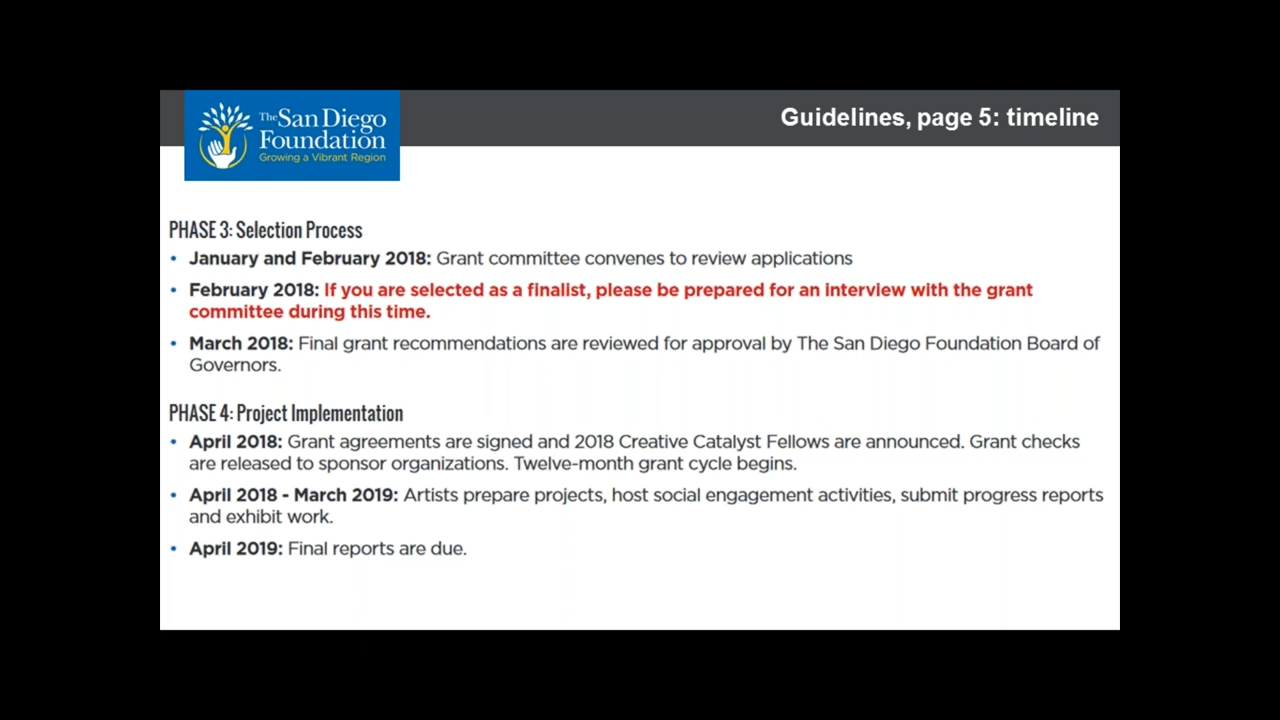 The San Diego
Foundation
Growing a Vibrant Region
Guidelines, page 5: timeline
PHASE 3: Selection Process
• January and February 2018: Grant committee convenes to review applications
• February 2018: If you are selected as a finalist, please be prepared for an interview with the grant
committee during this time.
• March 2018: Final grant recommendations are reviewed for approval by The San Diego Foundation Board of
Governors.
PHASE 4: Project Implementation
• April 2018: Grant agreements are signed and 2018 Creative Catalyst Fellows are announced. Grant checks
are released to sponsor organizations. Twelve-month grant cycle begins.
• April 2018 - March 2019: Artists prepare projects, host social engagement activities, submit progress reports
and exhibit work.
• April 2019: Final reports are due.